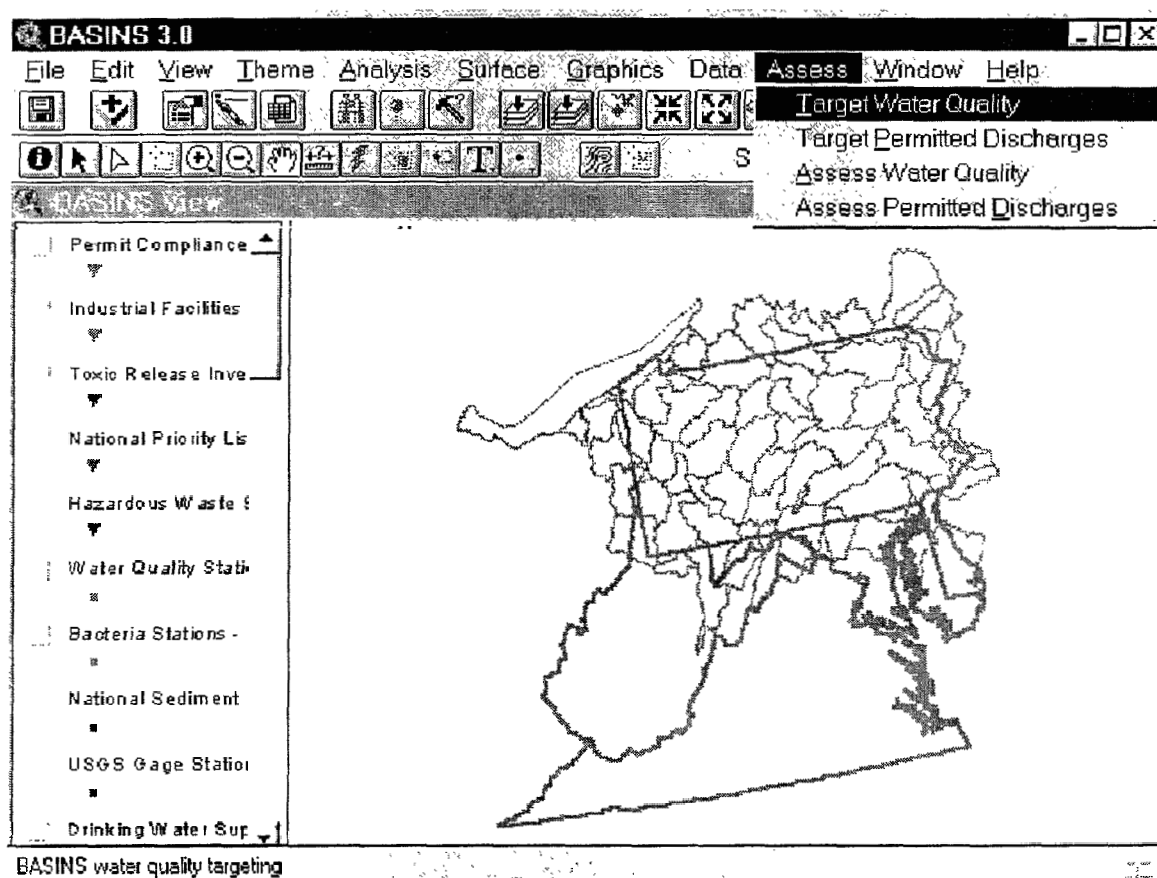 BASINS 3.0
File Edit View Theme Analysis Surface Graphics Data Assess Window Help
Target Water Quality
Target Permitted Discharges
Assess Water Quality
Assess Permitted Discharges
S
BASINS View
Permit Compliance
Industrial Facilities
Toxic Release Inve
National Priority Lis
Hazardous Waste S
Water Quality Stati
Bacteria Stations -
National Sediment
USGS Gage Station
Drinking Water Sup
BASINS water quality targeting